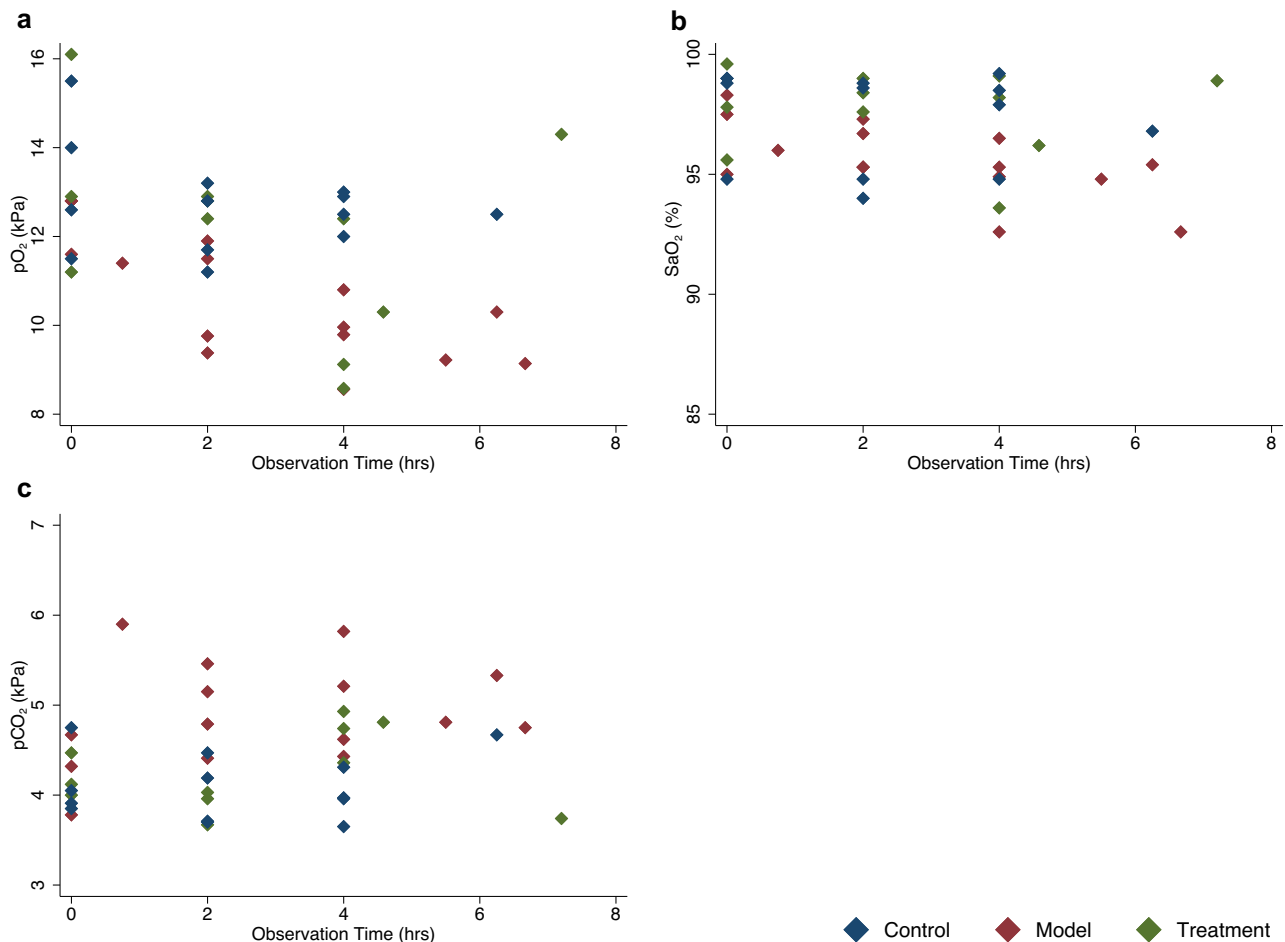 a
16
14
12
10
8
pO₂ (kPa)
0 2 4 6 8
Observation Time (hrs)
b
100
95
90
85
SaO₂ (%)
0 2 4 6 8
Observation Time (hrs)
c
7
6
5
4
3
pCO₂ (kPa)
0 2 4 6 8
Observation Time (hrs)
Control Model Treatment